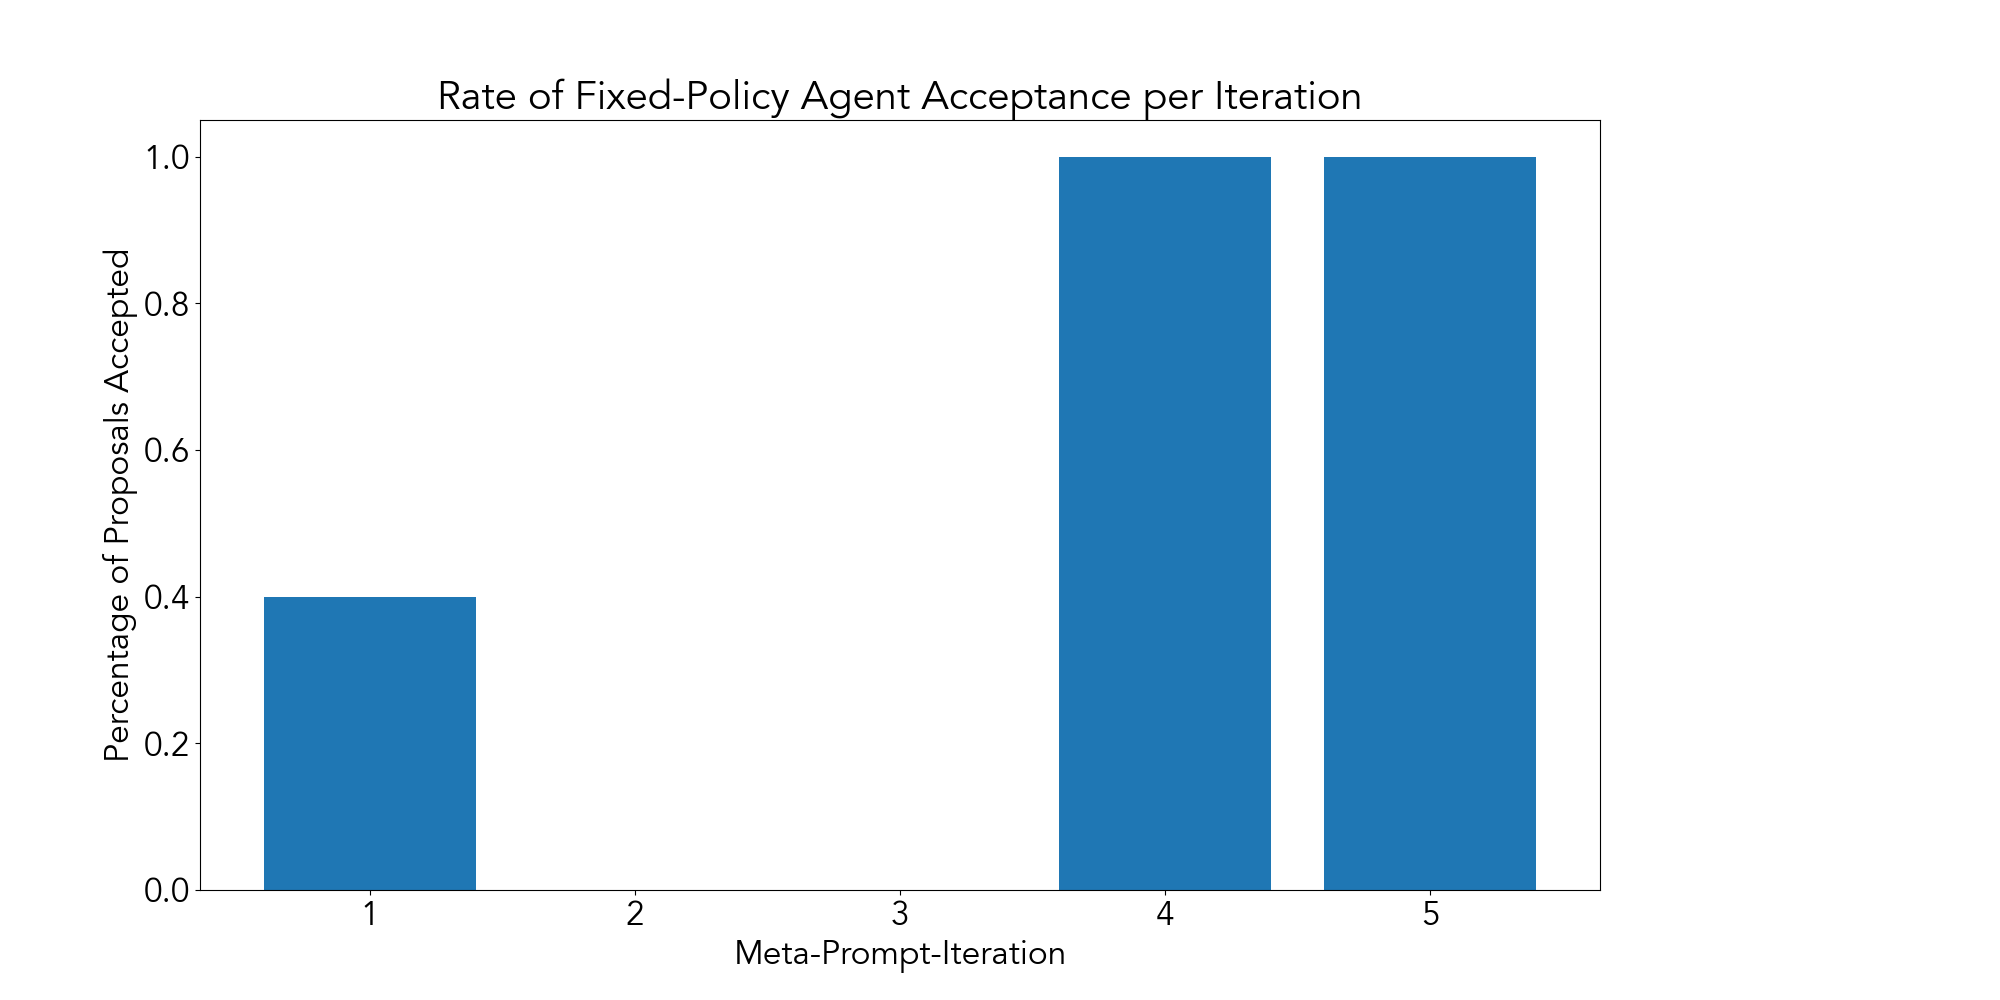 Rate of Fixed-Policy Agent Acceptance per Iteration
Percentage of Proposals Accepted
1.0
0.8
0.6
0.4
0.2
0.0
1 2 3 4 5
Meta-Prompt-Iteration